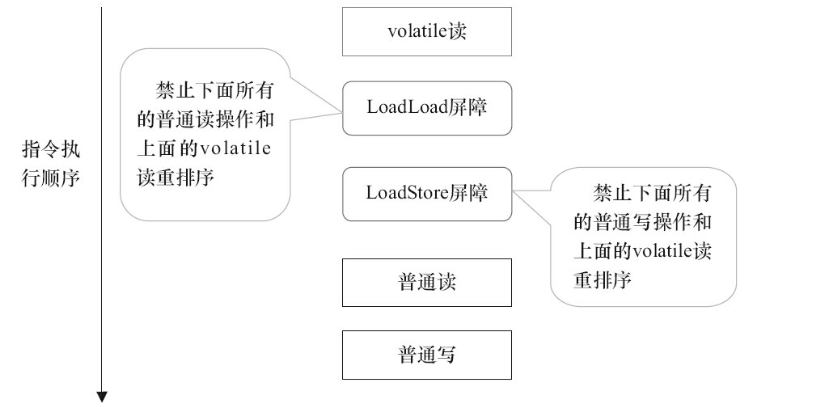 volatile读
禁止下面所有
的普通读操作和
上面的volatile
读重排序
LoadLoad屏障
指令执
行顺序
LoadStore屏障
禁止下面所有
的普通写操作和
上面的volatile读
重排序
普通读
普通写